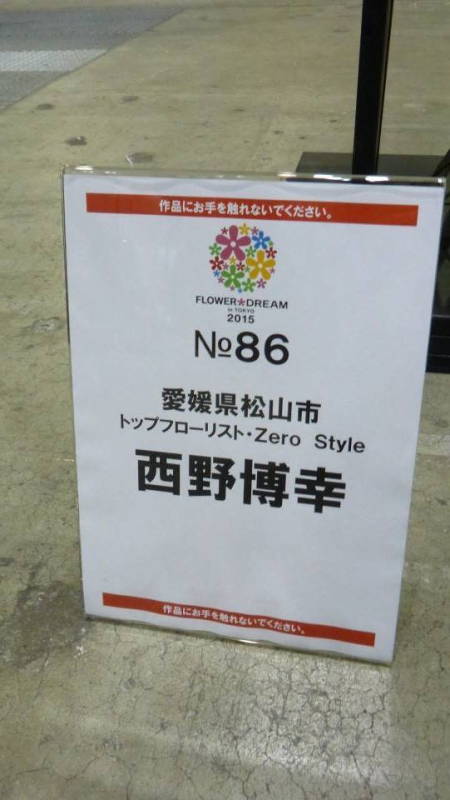 作品にお手を触れないでください。
FLOWER★DREAM
in TOKYO
2015
№86
愛媛県松山市
トップフローリスト・Zero Style
西野博幸
作品にお手を触れないでください。